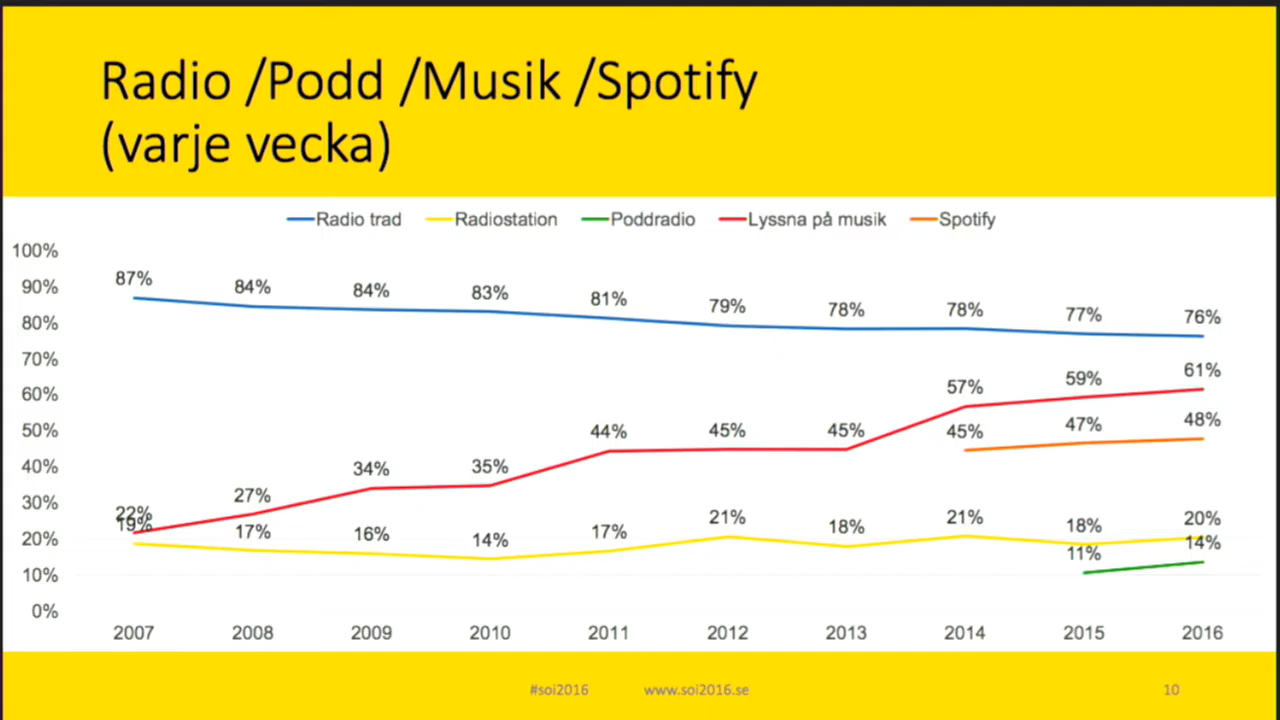 Radio /Podd /Musik /Spotify
(varje vecka)
Radio trad Radiostation Poddradio Lyssna på musik Spotify
100%
90%
80%
70%
60%
50%
40%
30%
20%
10%
0%
87% 84% 84% 83% 81% 79% 78% 78% 77% 76%
22% 27% 34% 35% 44% 45% 45% 57% 59% 61%
45% 47% 48%
19% 17% 16% 14% 17% 21% 18% 21% 18% 20%
11% 14%
2007 2008 2009 2010 2011 2012 2013 2014 2015 2016
#soi2016 www.soi2016.se 10